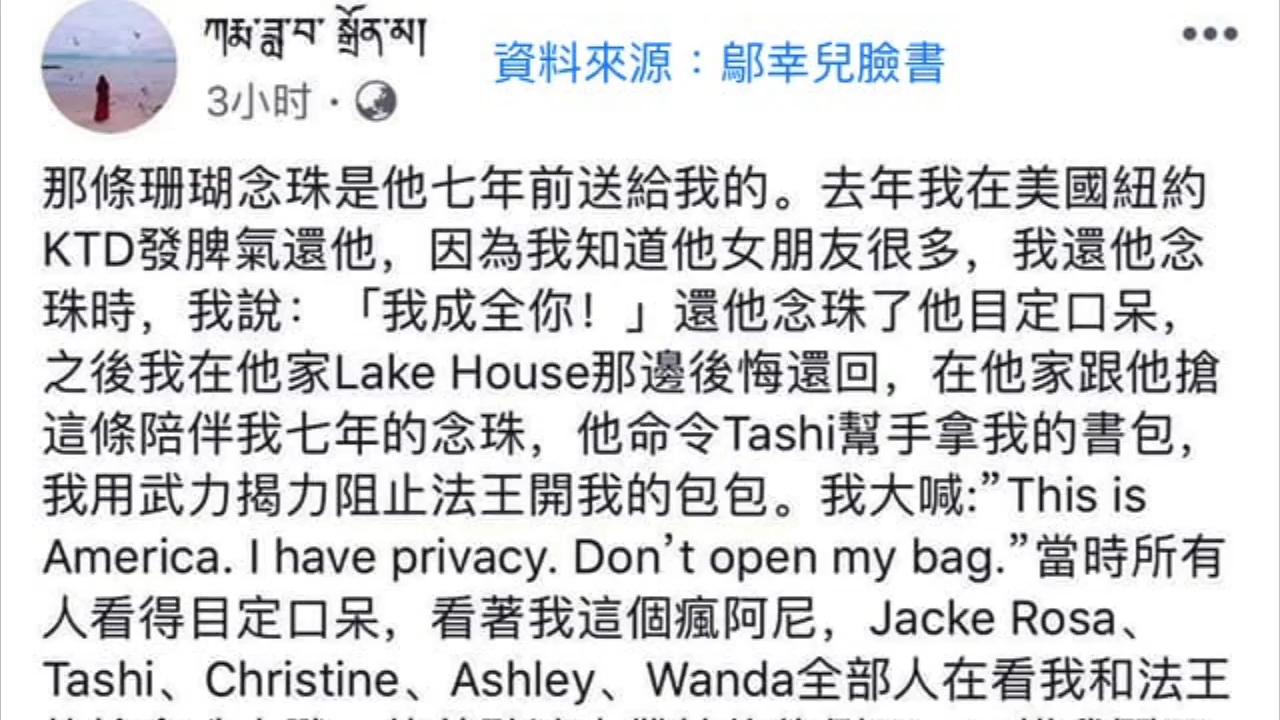 ཀརྨ་ཟླ་བ་ སྒྲོན་མ།
資料來源：鄔幸兒臉書
3小时 ·
那條珊瑚念珠是他七年前送給我的。去年我在美國紐約
KTD發脾氣還他，因為我知道他女朋友很多，我還他念
珠時，我說：「我成全你！」還他念珠了他目定口呆，
之後我在他家Lake House那邊後悔還回，在他家跟他搶
這條陪伴我七年的念珠，他命令Tashi幫手拿我的書包，
我用武力揭力阻止法王開我的包包。我大喊:”This is
America. I have privacy. Don’t open my bag.”當時所有
人看得目定口呆，看著我這個瘋阿尼，Jacke Rosa、
Tashi、Christine、Ashley、Wanda全部人在看我和法王